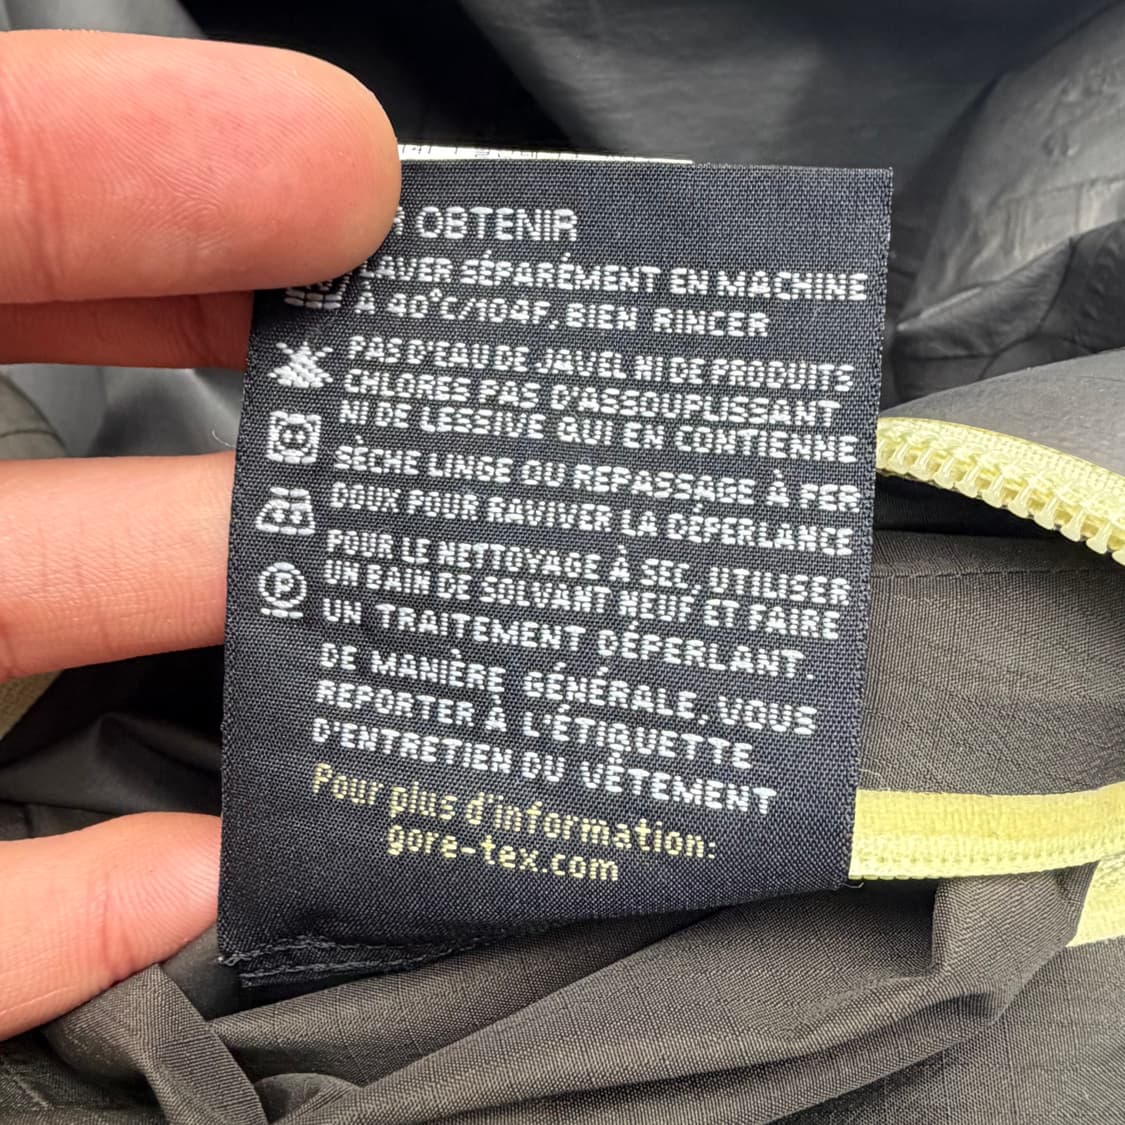 OBTENIR
LAVER SÉPARÉMENT EN MACHINE
À 40°C/104F, BIEN RINCER
PAS D'EAU DE JAVEL NI DE PRODUITS
CHLORES PAS D'ASSOUPLISSANT
NI DE LESSIVE QUI EN CONTIENNE
SÈCHE LINGE OU REPASSAGE À FER
DOUX POUR RAVIVER LA DÉPERLANCE
POUR LE NETTOYAGE À SEC, UTILISER
UN BAIN DE SOLVANT NEUF ET FAIRE
UN TRAITEMENT DÉPERLANT.
P
DE MANIÈRE GÉNÉRALE, VOUS
REPORTER À L'ÉTIQUETTE
D'ENTRETIEN DU VÊTEMENT
Pour plus d'information:
gore-tex.com